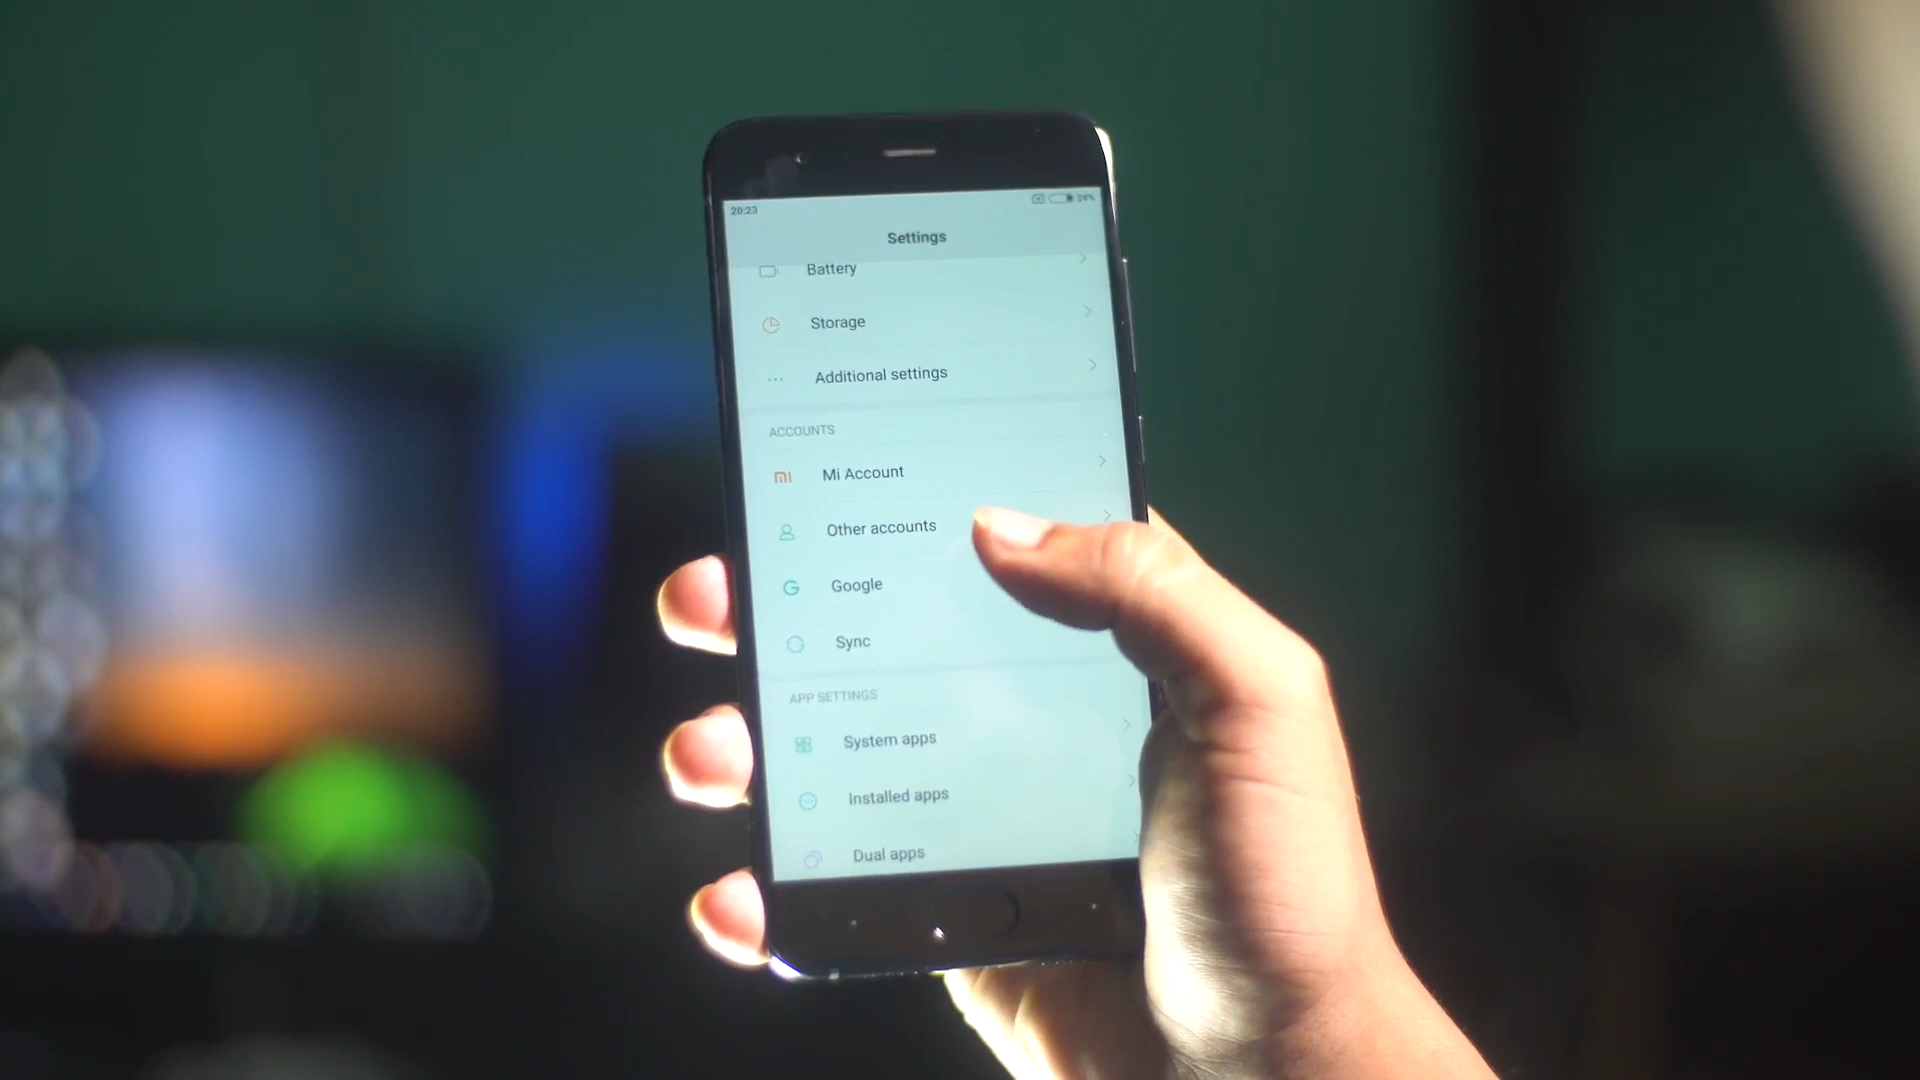 20:23
24%
Settings
Battery
Storage
Additional settings
ACCOUNTS
Mi Account
Other accounts
Google
Sync
APP SETTINGS
System apps
Installed apps
Dual apps